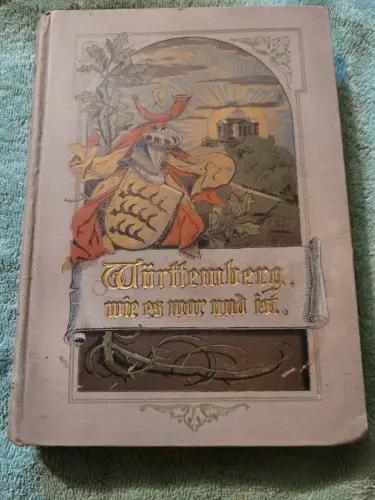 Württemberg,
wie es war und ist.